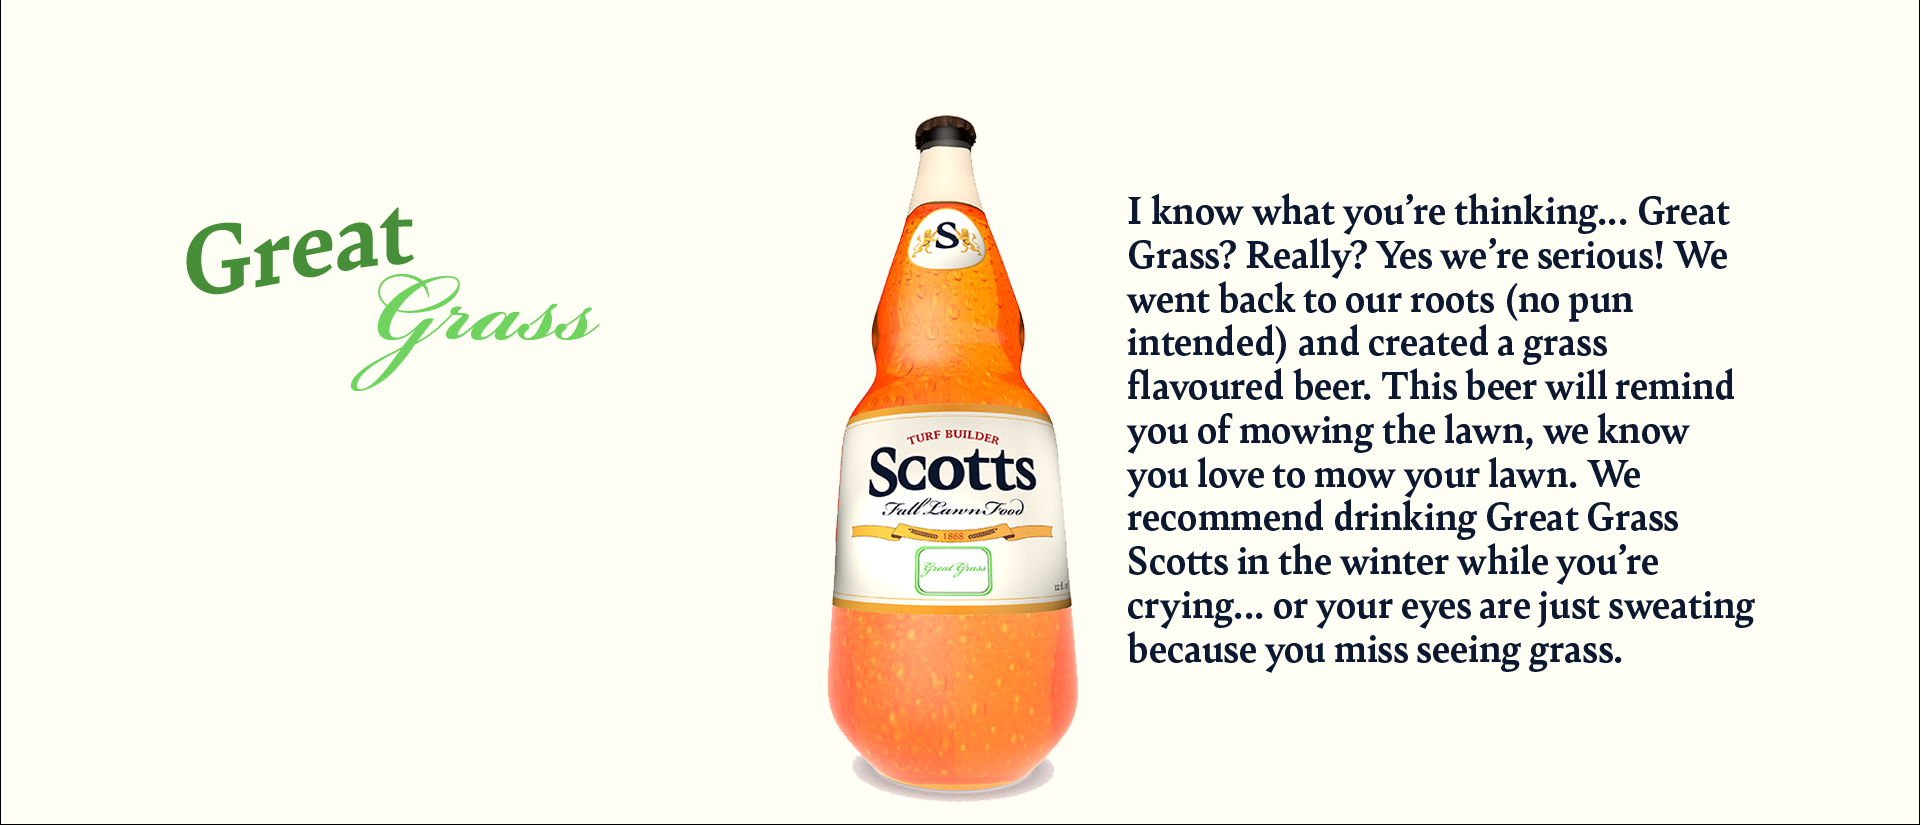 Great
Grass
S
TURF BUILDER
Scotts
Fall Lawn Food
1868
Great Grass
I know what you’re thinking... Great
Grass? Really? Yes we’re serious! We
went back to our roots (no pun
intended) and created a grass
flavoured beer. This beer will remind
you of mowing the lawn, we know
you love to mow your lawn. We
recommend drinking Great Grass
Scotts in the winter while you’re
crying... or your eyes are just sweating
because you miss seeing grass.